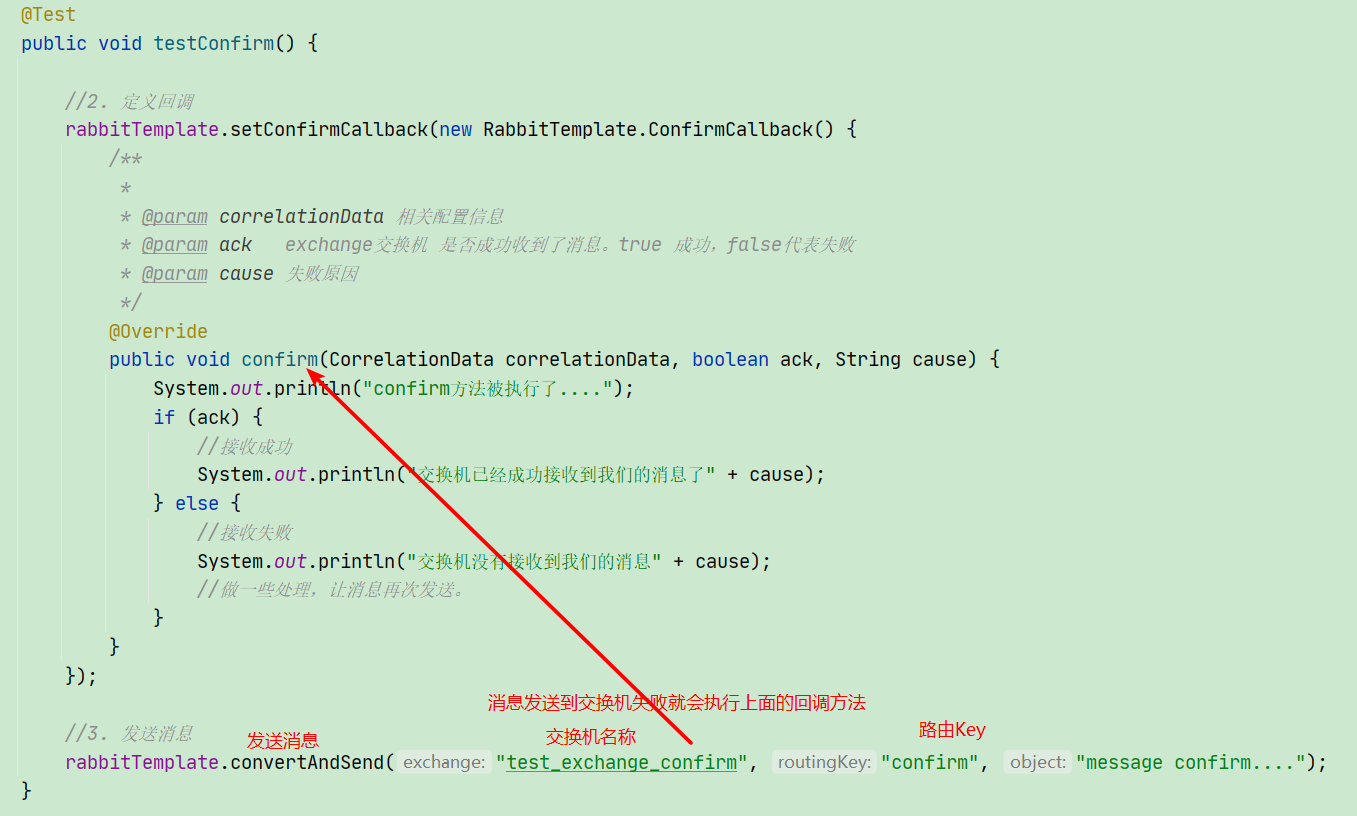 @Test
public void testConfirm() {
//2. 定义回调
rabbitTemplate.setConfirmCallback(new RabbitTemplate.ConfirmCallback() {
/**
*
* @param correlationData 相关配置信息
* @param ack   exchange交换机 是否成功收到了消息。true 成功，false代表失败
* @param cause 失败原因
*/
@Override
public void confirm(CorrelationData correlationData, boolean ack, String cause) {
System.out.println("confirm方法被执行了....");
if (ack) {
//接收成功
System.out.println("交换机已经成功接收到我们的消息了" + cause);
} else {
//接收失败
System.out.println("交换机没有接收到我们的消息" + cause);
//做一些处理，让消息再次发送。
}
}
});
消息发送到交换机失败就会执行上面的回调方法
//3. 发送消息 发送消息 交换机名称 路由Key
rabbitTemplate.convertAndSend( exchange: "test_exchange_confirm", routingKey: "confirm", object: "message confirm....");
}